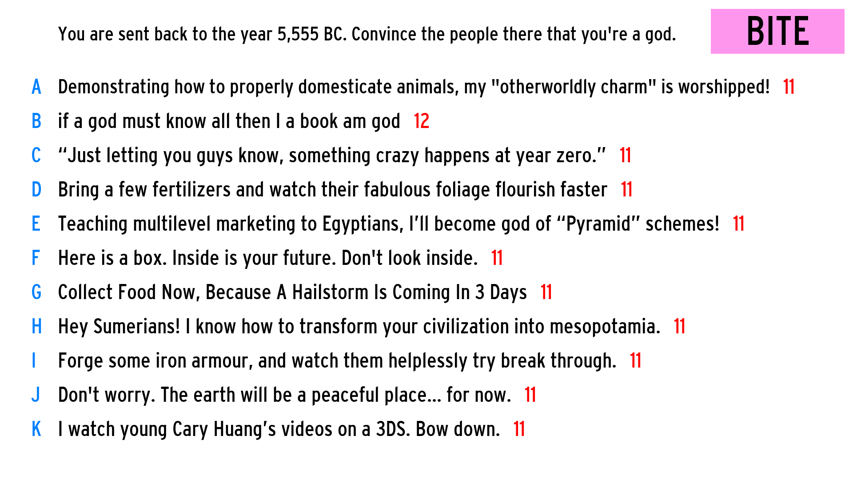 You are sent back to the year 5,555 BC. Convince the people there that you're a god.
BITE
A Demonstrating how to properly domesticate animals, my "otherworldly charm" is worshipped! 11
B if a god must know all then I a book am god 12
C “Just letting you guys know, something crazy happens at year zero.” 11
D Bring a few fertilizers and watch their fabulous foliage flourish faster 11
E Teaching multilevel marketing to Egyptians, I’ll become god of “Pyramid” schemes! 11
F Here is a box. Inside is your future. Don't look inside. 11
G Collect Food Now, Because A Hailstorm Is Coming In 3 Days 11
H Hey Sumerians! I know how to transform your civilization into mesopotamia. 11
I Forge some iron armour, and watch them helplessly try break through. 11
J Don't worry. The earth will be a peaceful place... for now. 11
K I watch young Cary Huang’s videos on a 3DS. Bow down. 11